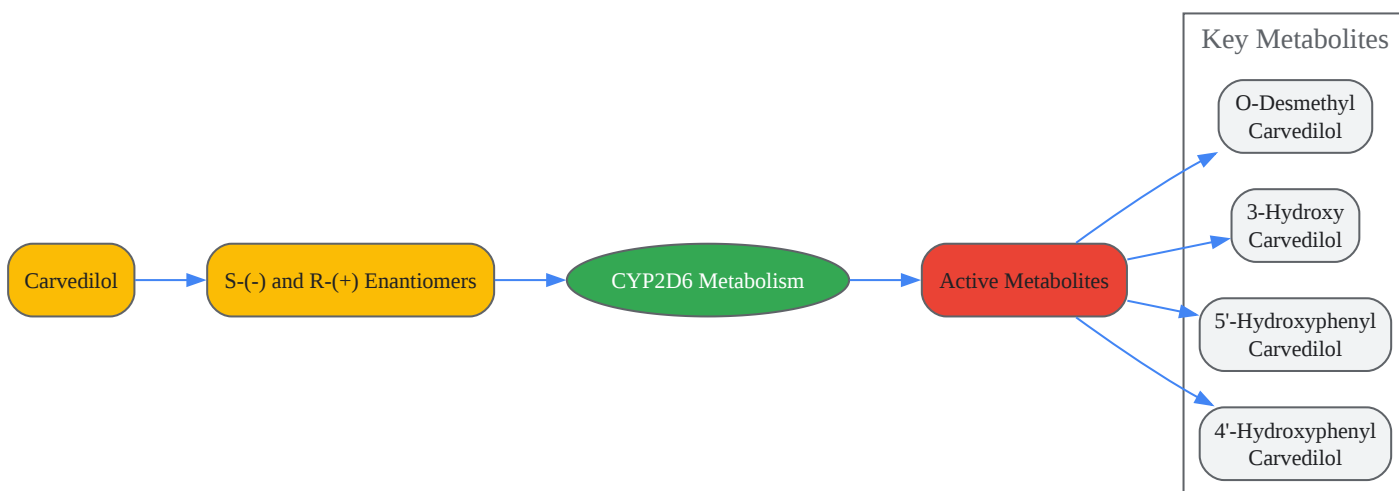 Key Metabolites
O-Desmethyl
Carvedilol
3-Hydroxy
Carvedilol
Carvedilol
S-(-) and R-(+) Enantiomers
CYP2D6 Metabolism
Active Metabolites
5'-Hydroxyphenyl
Carvedilol
4'-Hydroxyphenyl
Carvedilol